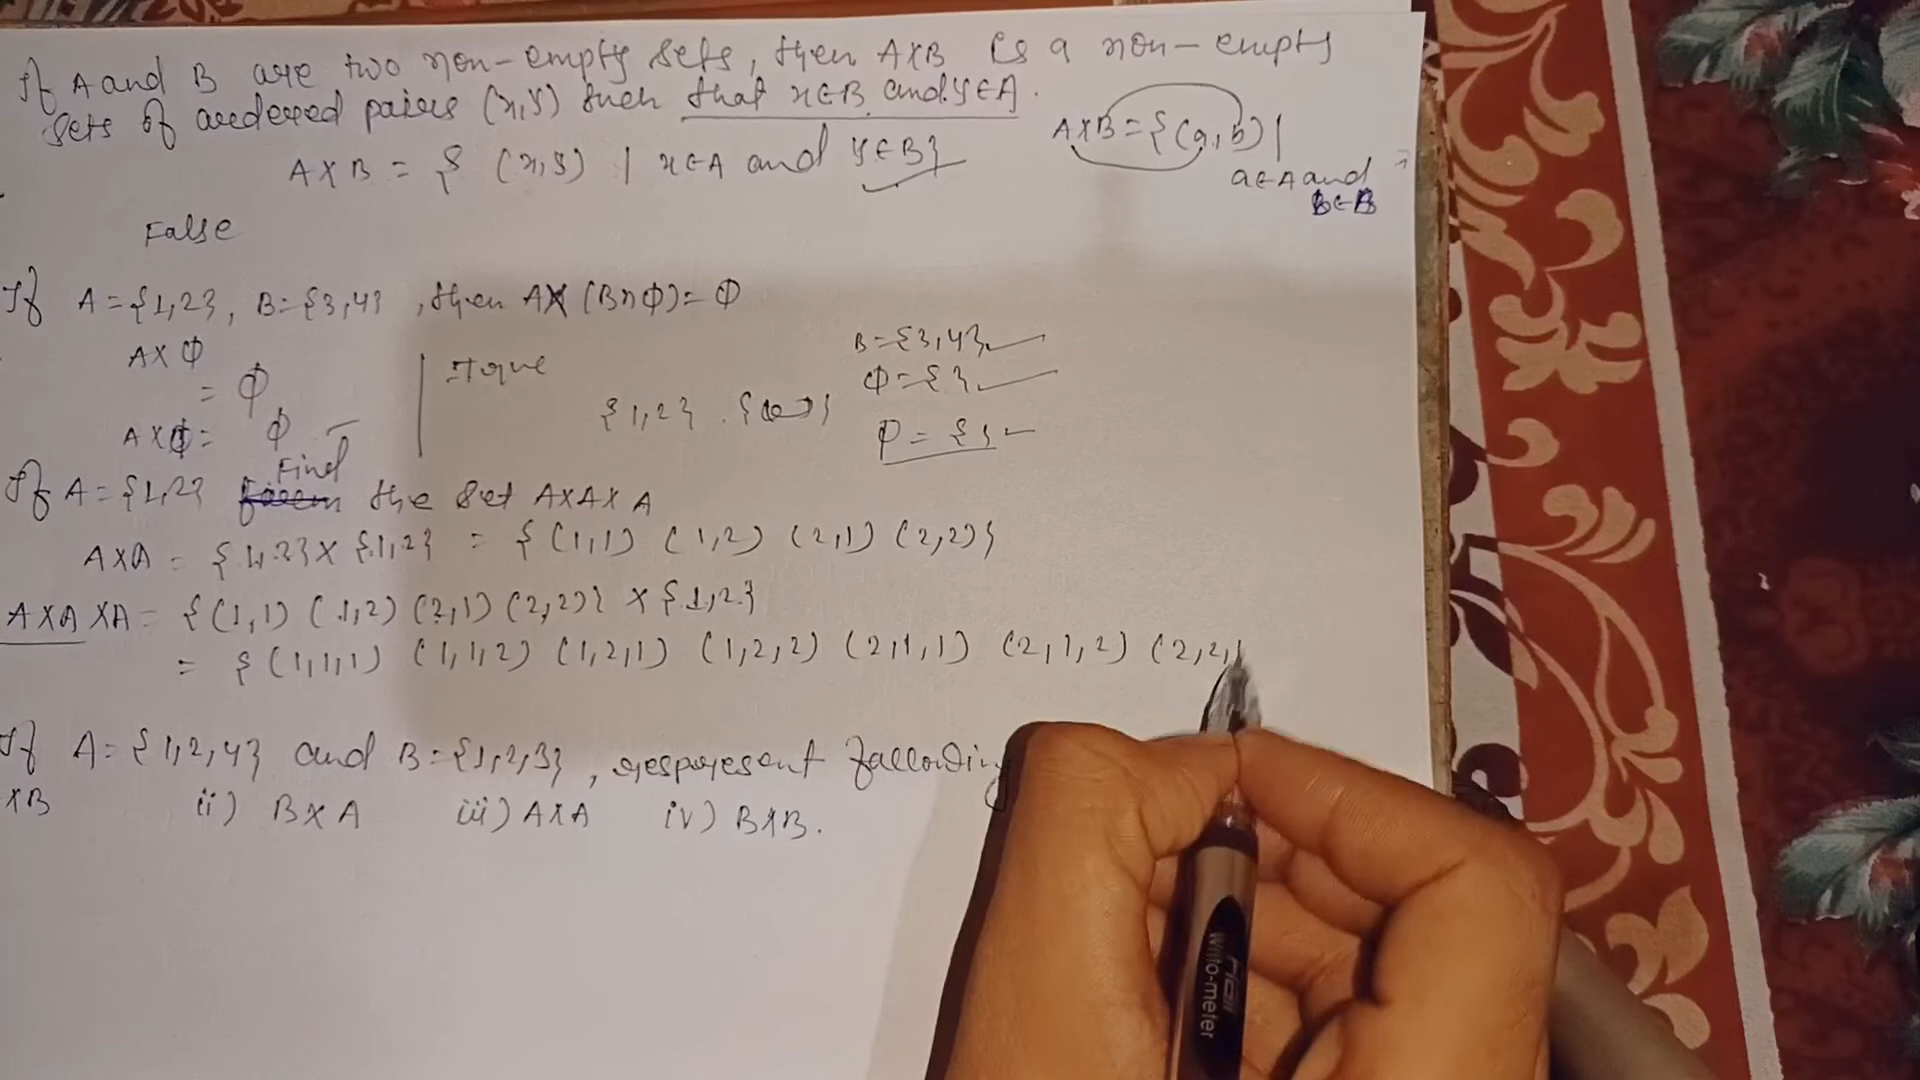 If A and B are two non-empty sets, then A×B is a non-empty
sets of ordered paires (x,y) such that x∈B and y∈A.
A×B = { (x,y) | x∈A and y∈B}
A×B = {(a,b) |
a∈A and
b∈B
False
If A={1,2}, B={3,4}, then A× (B∩Φ)= Φ
A×Φ
= Φ
A×Φ = Φ
True
{1,2}
B={3,4}
Φ={}
Φ={}
Find
If A={1,2} the set A×A×A
A×A = {1,2}×{1,2} = {(1,1) (1,2) (2,1) (2,2)}
A×A×A = {(1,1) (1,2) (2,1) (2,2)} × {1,2}
= {(1,1,1) (1,1,2) (1,2,1) (1,2,2) (2,1,1) (2,1,2) (2,2,1
If A={1,2,4} and B={1,2,3}, respresent following
×B ii) B×A iii) A×A iv) B×B.
Writo-meter